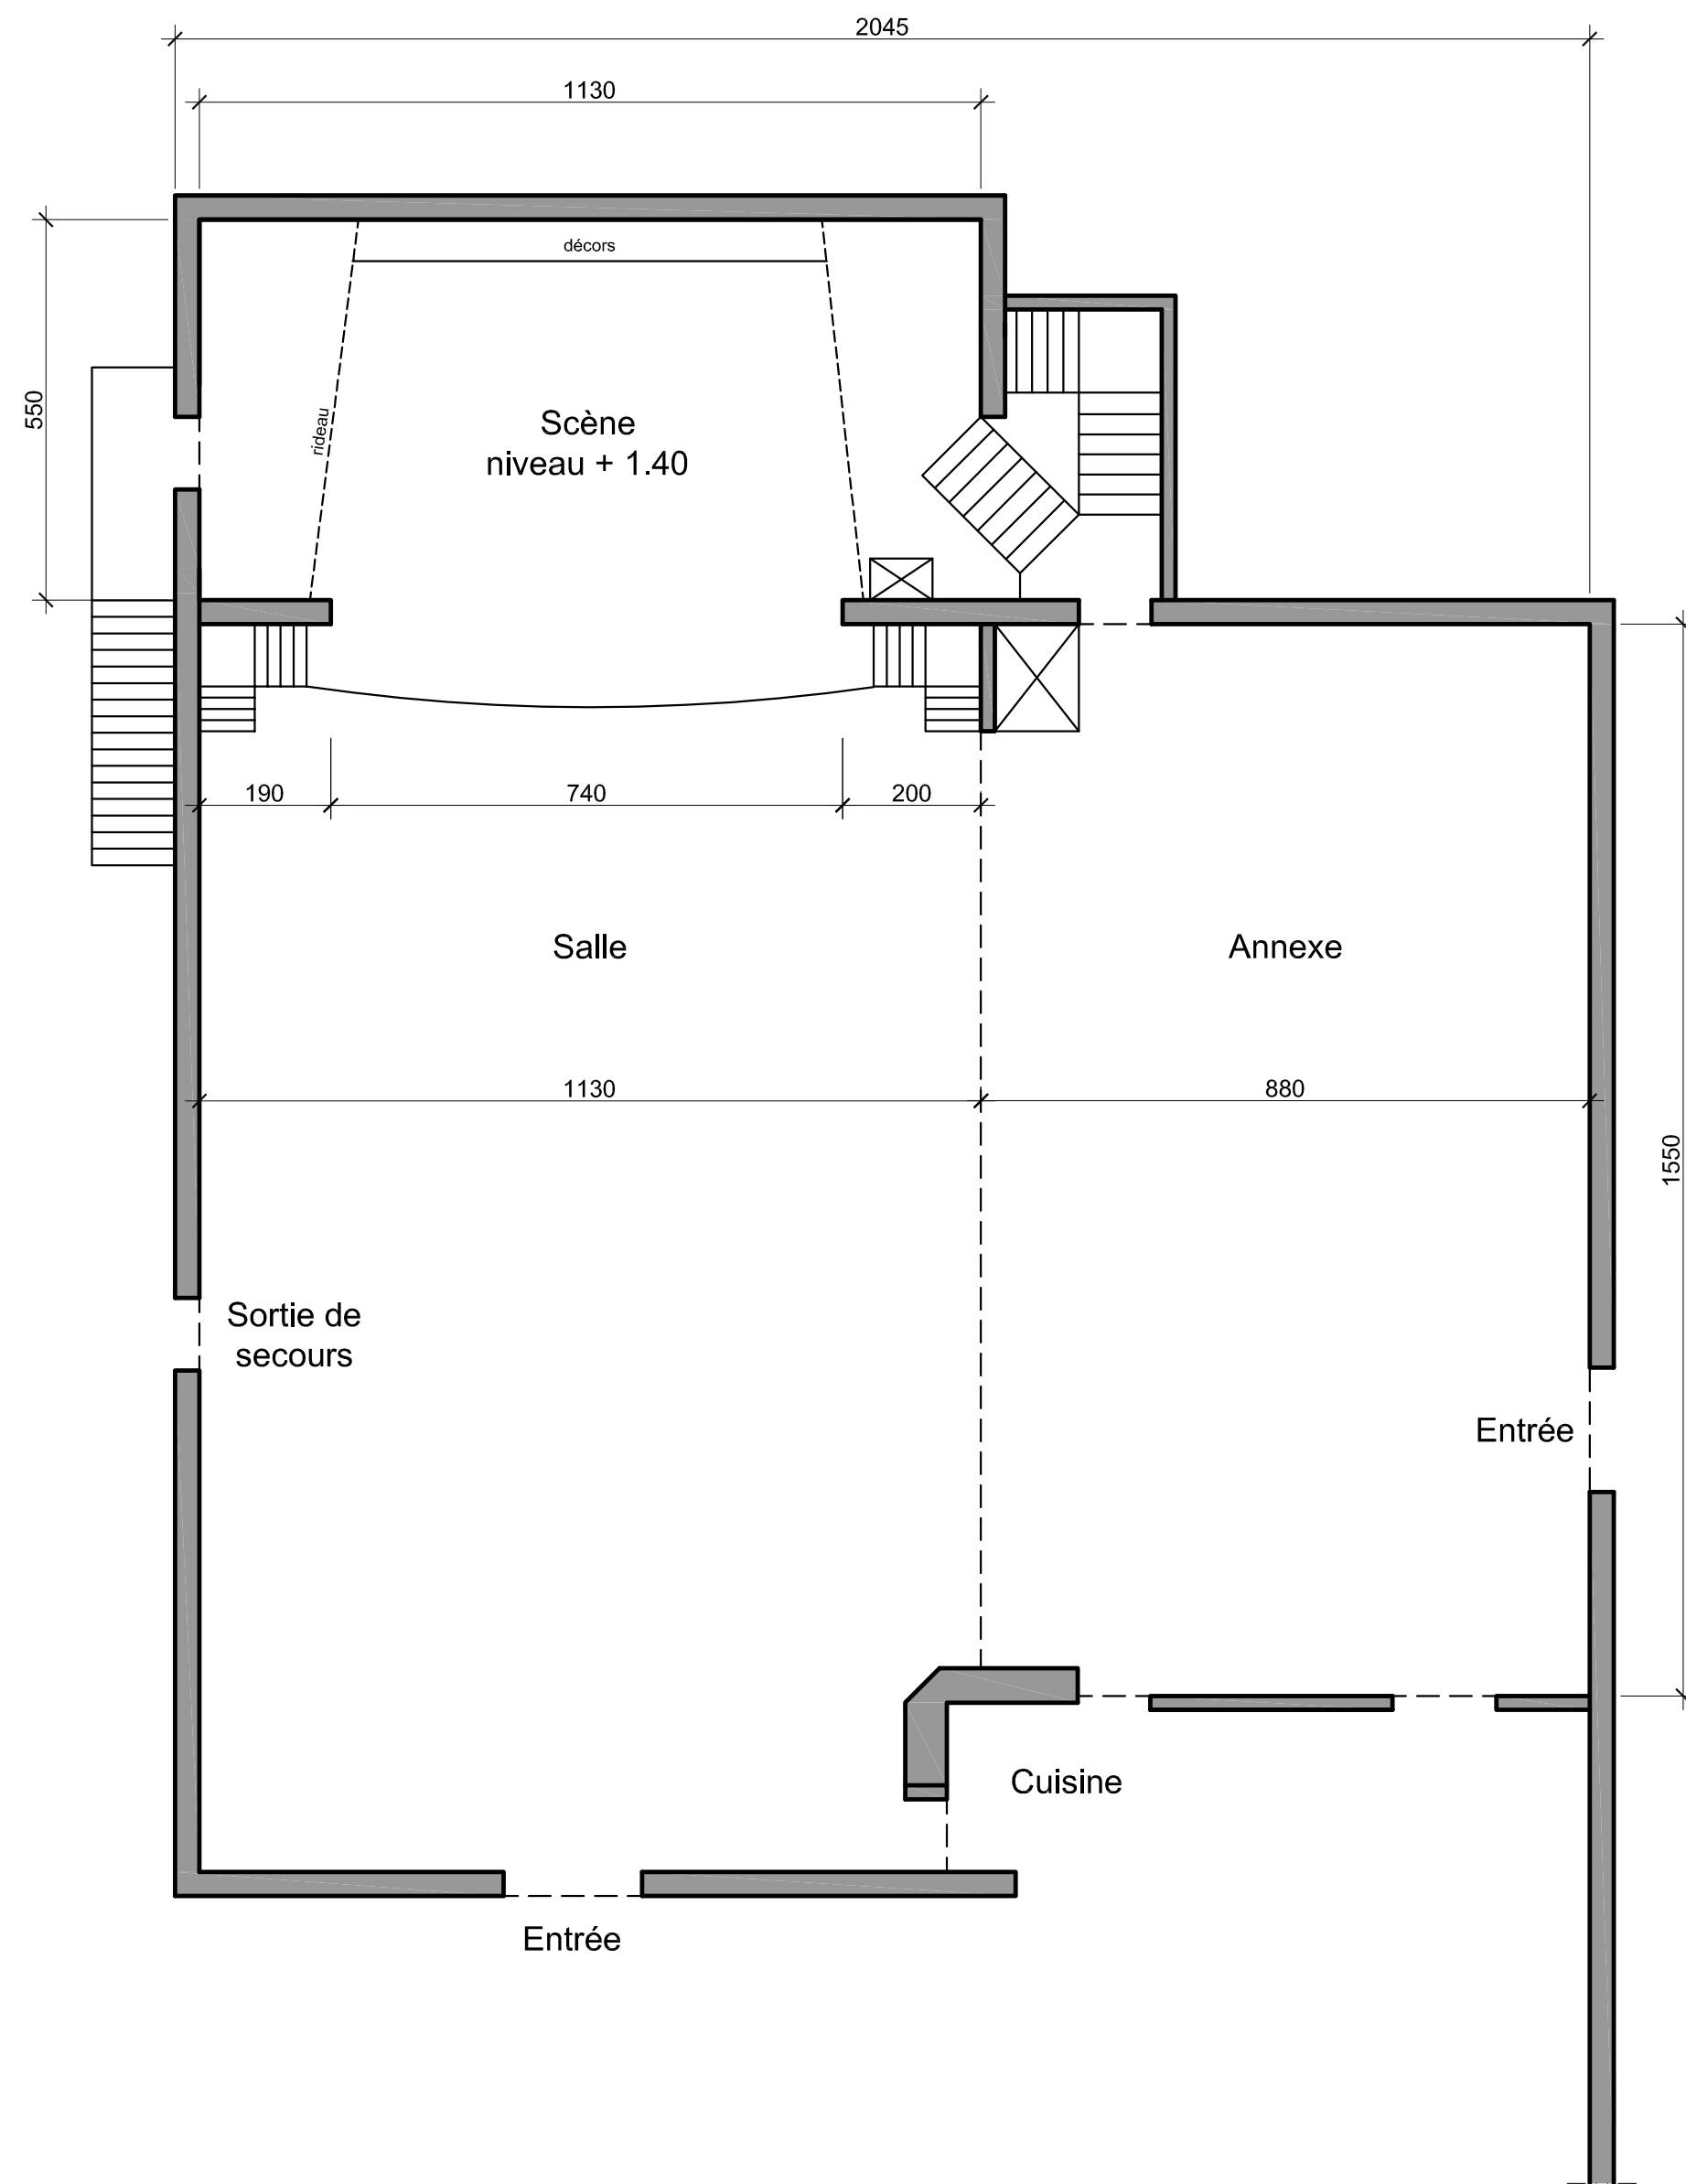 2045
1130
décors
550
rideau
Scène
niveau + 1.40
190
740
200
Salle
Annexe
1130
880
1550
Sortie de
secours
Entrée
Cuisine
Entrée